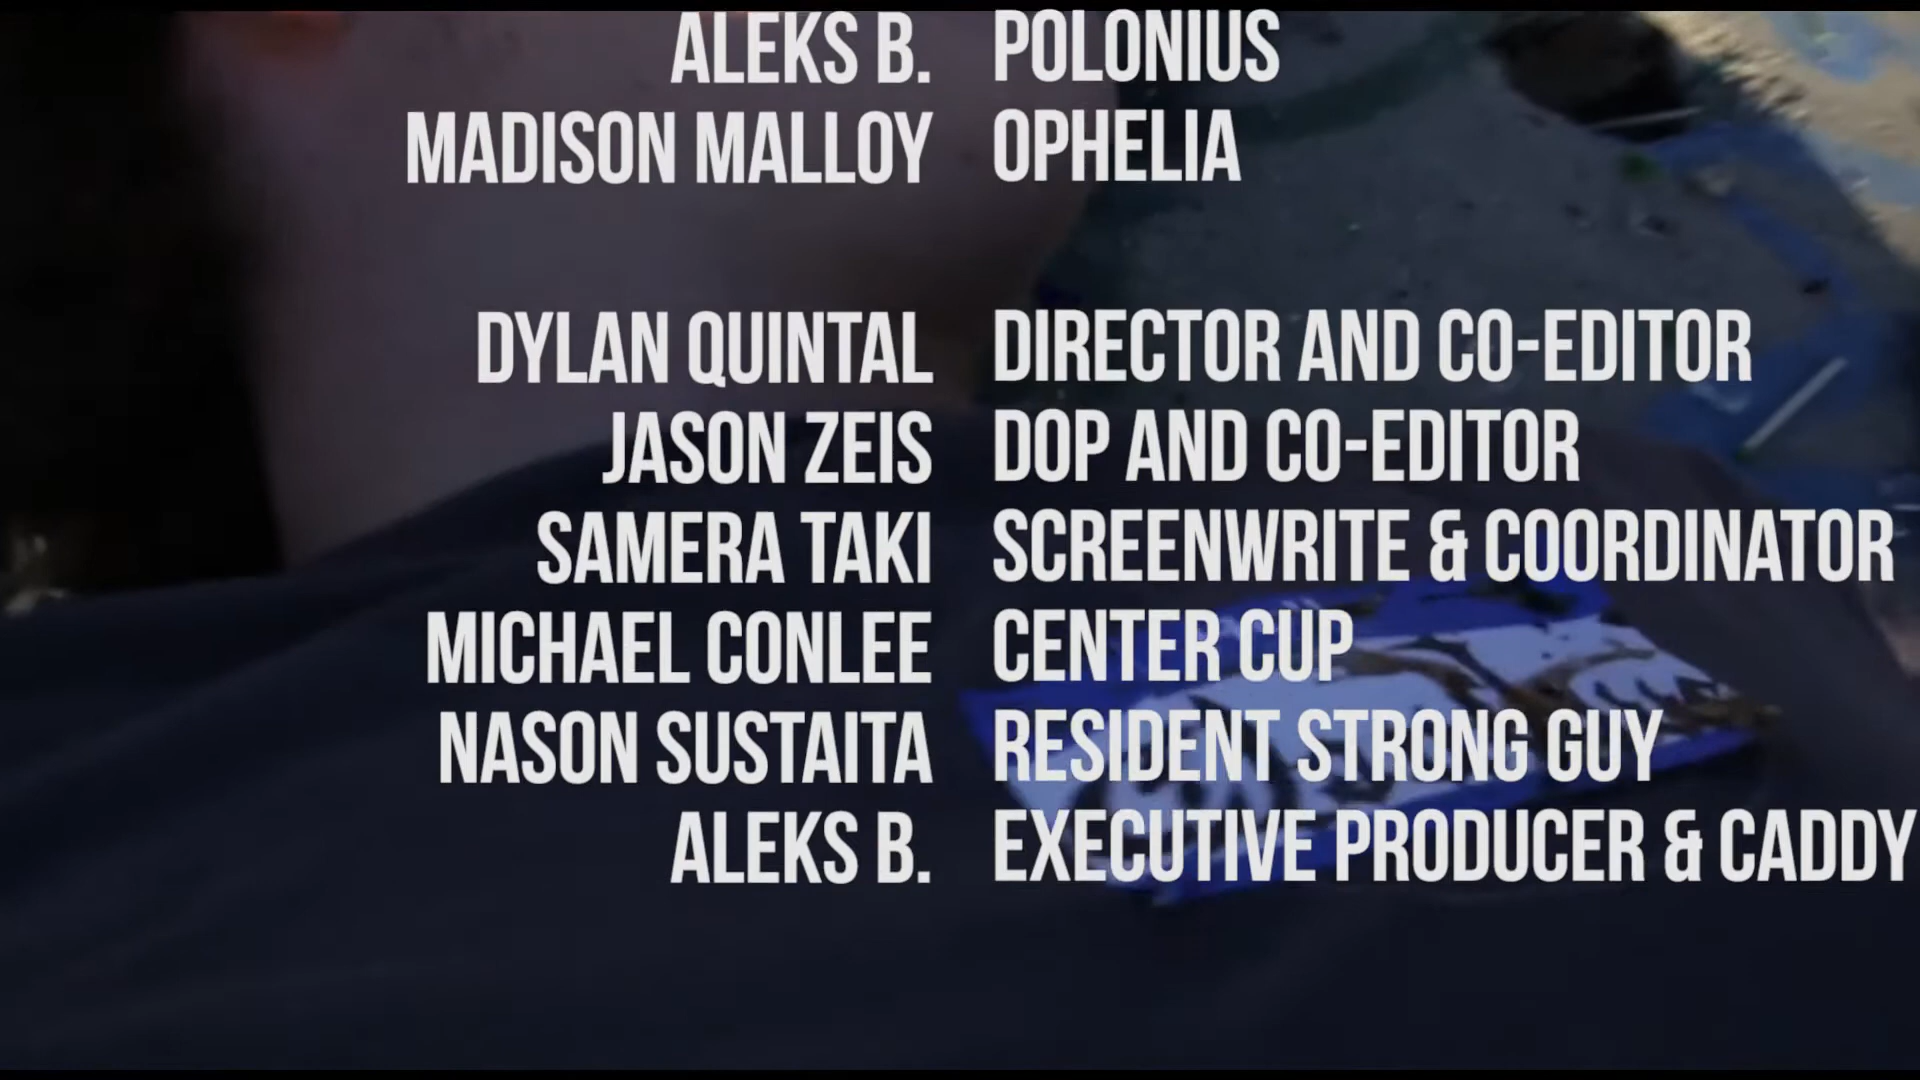 ALEKS B. POLONIUS
MADISON MALLOY OPHELIA
DYLAN QUINTAL DIRECTOR AND CO-EDITOR
JASON ZEIS DOP AND CO-EDITOR
SAMERA TAKI SCREENWRITE & COORDINATOR
MICHAEL CONLEE CENTER CUP
NASON SUSTAITA RESIDENT STRONG GUY
ALEKS B. EXECUTIVE PRODUCER & CADDY